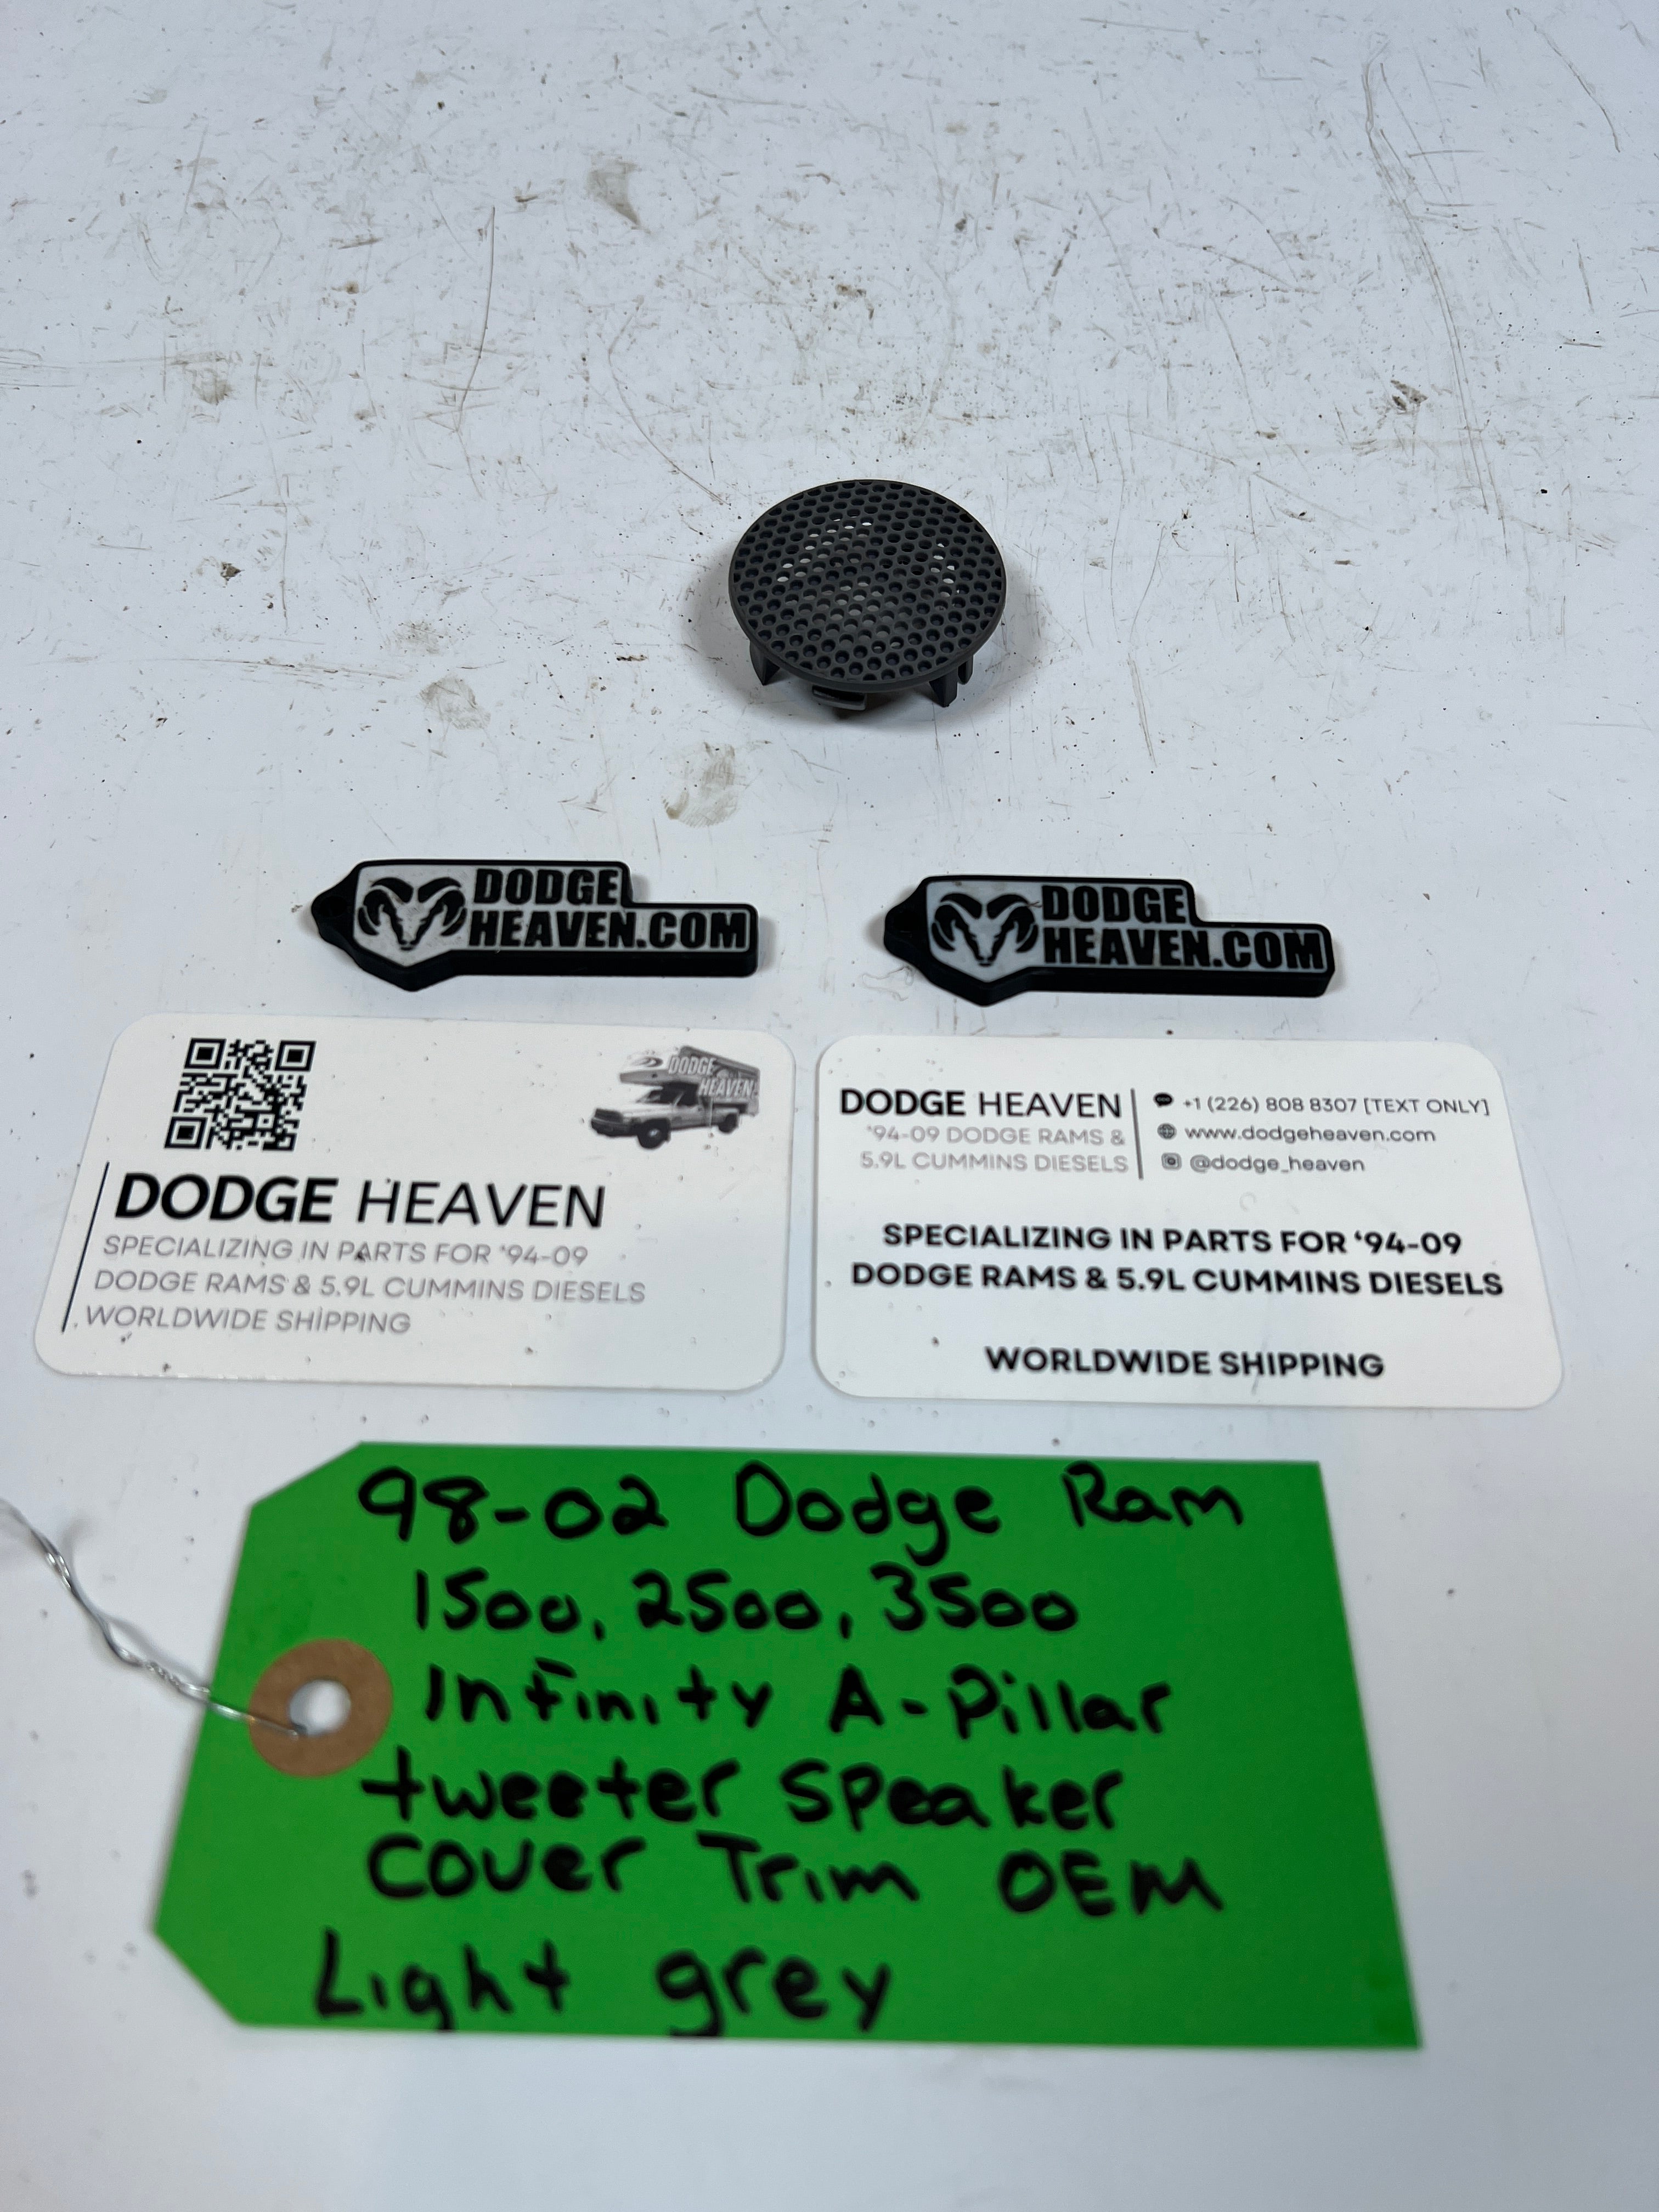 DODGE
HEAVEN.COM
DODGE
HEAVEN.COM
DODGE
HEAVEN
DODGE HEAVEN
SPECIALIZING IN PARTS FOR '94-09
DODGE RAMS & 5.9L CUMMINS DIESELS
WORLDWIDE SHIPPING
DODGE HEAVEN
'94-09 DODGE RAMS &
5.9L CUMMINS DIESELS
+1 (226) 808 8307 [TEXT ONLY]
www.dodgeheaven.com
@dodge_heaven
SPECIALIZING IN PARTS FOR '94-09
DODGE RAMS & 5.9L CUMMINS DIESELS
WORLDWIDE SHIPPING
98-02 Dodge Ram
1500, 2500, 3500
Infinity A-Pillar
tweeter Speaker
Cover Trim OEM
Light grey